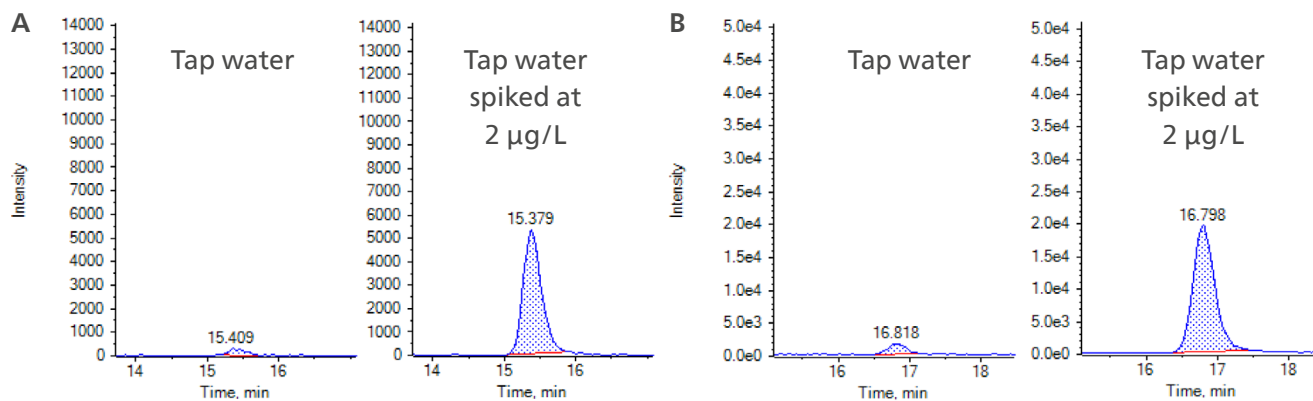 A
Tap water
Tap water
spiked at
2 µg/L
Intensity
14000
13000
12000
11000
10000
9000
8000
7000
6000
5000
4000
3000
2000
1000
0
15.409
14 15 16
Time, min
14000
13000
12000
11000
10000
9000
8000
7000
6000
5000
4000
3000
2000
1000
0
15.379
14 15 16
Time, min
B
Tap water
Tap water
spiked at
2 µg/L
Intensity
5.0e4
4.5e4
4.0e4
3.5e4
3.0e4
2.5e4
2.0e4
1.5e4
1.0e4
5.0e3
0.0e0
16.818
16 17 18
Time, min
5.0e4
4.5e4
4.0e4
3.5e4
3.0e4
2.5e4
2.0e4
1.5e4
1.0e4
5.0e3
0.0e0
16.798
16 17 18
Time, min